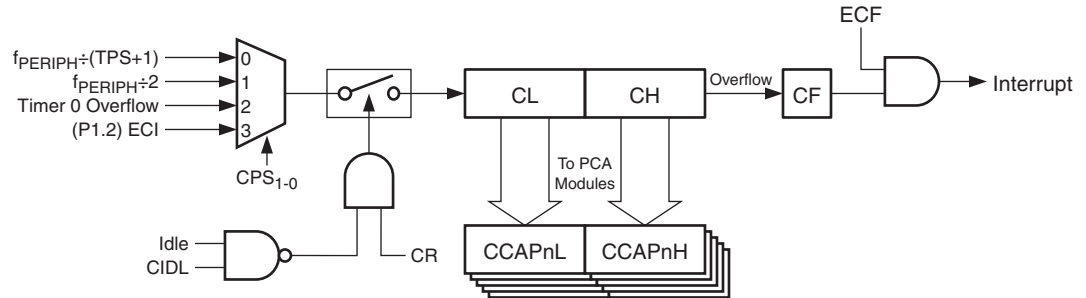 ECF
fPERIPH÷(TPS+1)
0
fPERIPH÷2
1
Timer 0 Overflow
2
(P1.2) ECI
3
CPS1-0
CL
CH
Overflow
CF
Interrupt
To PCA
Modules
Idle
CIDL
CR
CCAPnL
CCAPnH